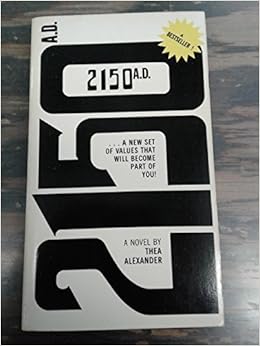 A
BESTSELLER!
2150 A.D.
2150 A.D.
. . . A NEW SET
OF VALUES THAT
WILL BECOME
PART OF
YOU!
A NOVEL BY
THEA
ALEXANDER